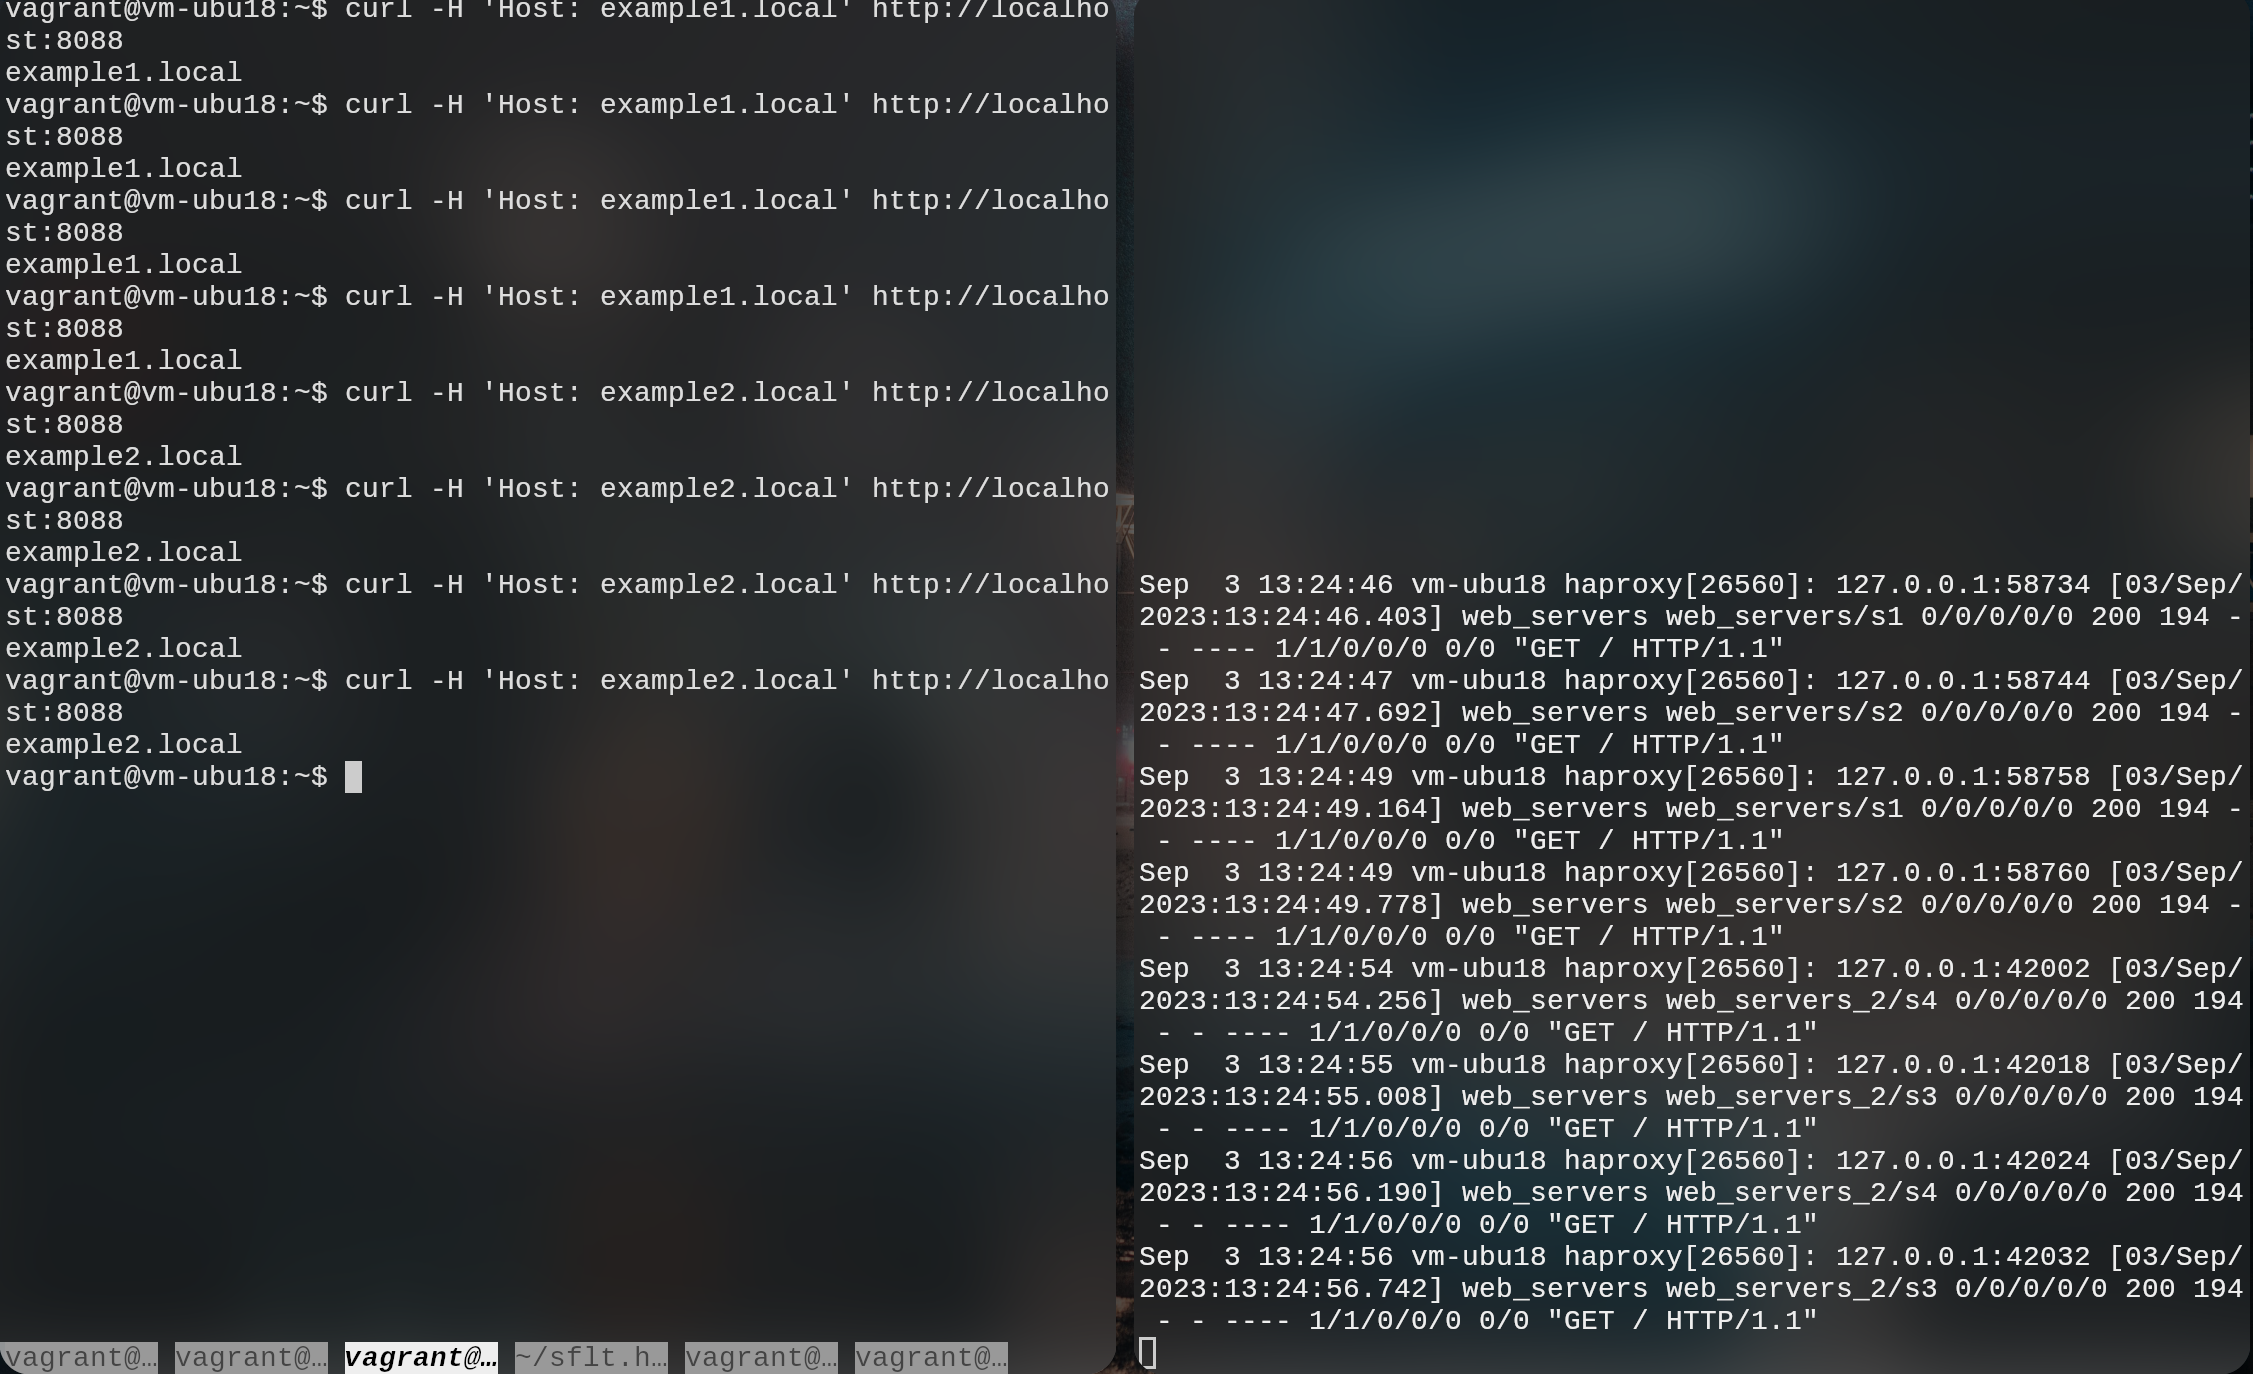 vagrant@vm-ubu18:~$ curl -H 'Host: example1.local' http://localho
st:8088
example1.local
vagrant@vm-ubu18:~$ curl -H 'Host: example1.local' http://localho
st:8088
example1.local
vagrant@vm-ubu18:~$ curl -H 'Host: example1.local' http://localho
st:8088
example1.local
vagrant@vm-ubu18:~$ curl -H 'Host: example1.local' http://localho
st:8088
example1.local
vagrant@vm-ubu18:~$ curl -H 'Host: example2.local' http://localho
st:8088
example2.local
vagrant@vm-ubu18:~$ curl -H 'Host: example2.local' http://localho
st:8088
example2.local
vagrant@vm-ubu18:~$ curl -H 'Host: example2.local' http://localho
st:8088
example2.local
vagrant@vm-ubu18:~$ curl -H 'Host: example2.local' http://localho
st:8088
example2.local
vagrant@vm-ubu18:~$
vagrant@… vagrant@… vagrant@… ~/sflt.h… vagrant@… vagrant@…
Sep  3 13:24:46 vm-ubu18 haproxy[26560]: 127.0.0.1:58734 [03/Sep/
2023:13:24:46.403] web_servers web_servers/s1 0/0/0/0/0 200 194 -
 - ---- 1/1/0/0/0 0/0 "GET / HTTP/1.1"
Sep  3 13:24:47 vm-ubu18 haproxy[26560]: 127.0.0.1:58744 [03/Sep/
2023:13:24:47.692] web_servers web_servers/s2 0/0/0/0/0 200 194 -
 - ---- 1/1/0/0/0 0/0 "GET / HTTP/1.1"
Sep  3 13:24:49 vm-ubu18 haproxy[26560]: 127.0.0.1:58758 [03/Sep/
2023:13:24:49.164] web_servers web_servers/s1 0/0/0/0/0 200 194 -
 - ---- 1/1/0/0/0 0/0 "GET / HTTP/1.1"
Sep  3 13:24:49 vm-ubu18 haproxy[26560]: 127.0.0.1:58760 [03/Sep/
2023:13:24:49.778] web_servers web_servers/s2 0/0/0/0/0 200 194 -
 - ---- 1/1/0/0/0 0/0 "GET / HTTP/1.1"
Sep  3 13:24:54 vm-ubu18 haproxy[26560]: 127.0.0.1:42002 [03/Sep/
2023:13:24:54.256] web_servers web_servers_2/s4 0/0/0/0/0 200 194
 - - ---- 1/1/0/0/0 0/0 "GET / HTTP/1.1"
Sep  3 13:24:55 vm-ubu18 haproxy[26560]: 127.0.0.1:42018 [03/Sep/
2023:13:24:55.008] web_servers web_servers_2/s3 0/0/0/0/0 200 194
 - - ---- 1/1/0/0/0 0/0 "GET / HTTP/1.1"
Sep  3 13:24:56 vm-ubu18 haproxy[26560]: 127.0.0.1:42024 [03/Sep/
2023:13:24:56.190] web_servers web_servers_2/s4 0/0/0/0/0 200 194
 - - ---- 1/1/0/0/0 0/0 "GET / HTTP/1.1"
Sep  3 13:24:56 vm-ubu18 haproxy[26560]: 127.0.0.1:42032 [03/Sep/
2023:13:24:56.742] web_servers web_servers_2/s3 0/0/0/0/0 200 194
 - - ---- 1/1/0/0/0 0/0 "GET / HTTP/1.1"